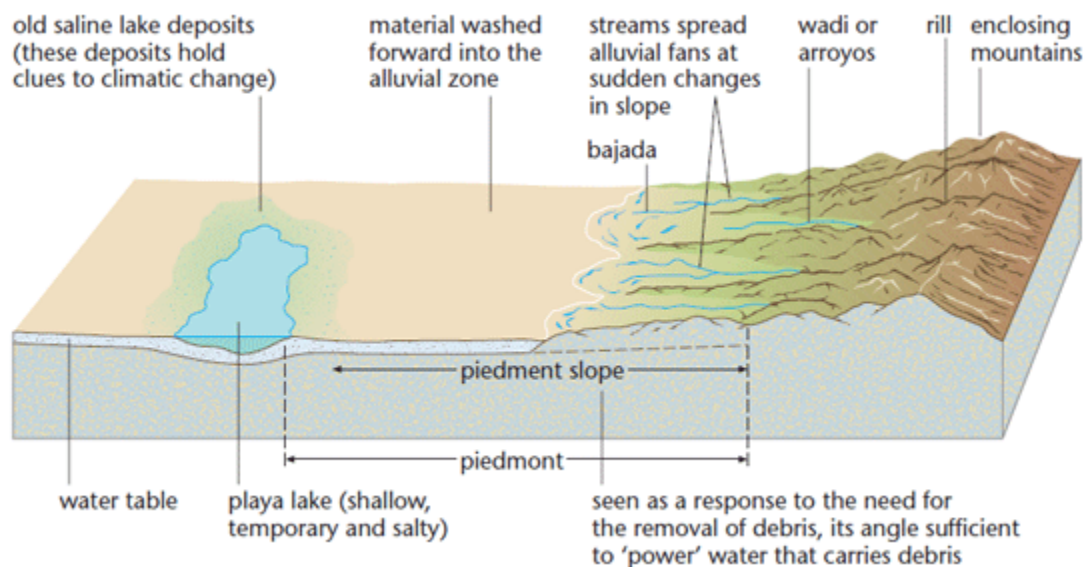 old saline lake deposits
(these deposits hold
clues to climatic change)
material washed
forward into the
alluvial zone
streams spread
alluvial fans at
sudden changes
in slope
wadi or
arroyos
rill
enclosing
mountains
bajada
piedment slope
piedmont
water table
playa lake (shallow,
temporary and salty)
seen as a response to the need for
the removal of debris, its angle sufficient
to ‘power’ water that carries debris